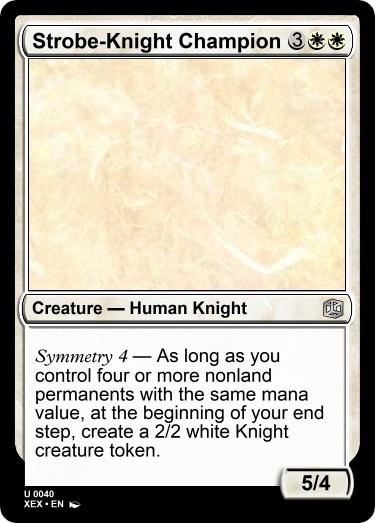 Strobe-Knight Champion 3
Creature — Human Knight
Symmetry 4 — As long as you
control four or more nonland
permanents with the same mana
value, at the beginning of your end
step, create a 2/2 white Knight
creature token.
5/4
U 0040
XEX • EN